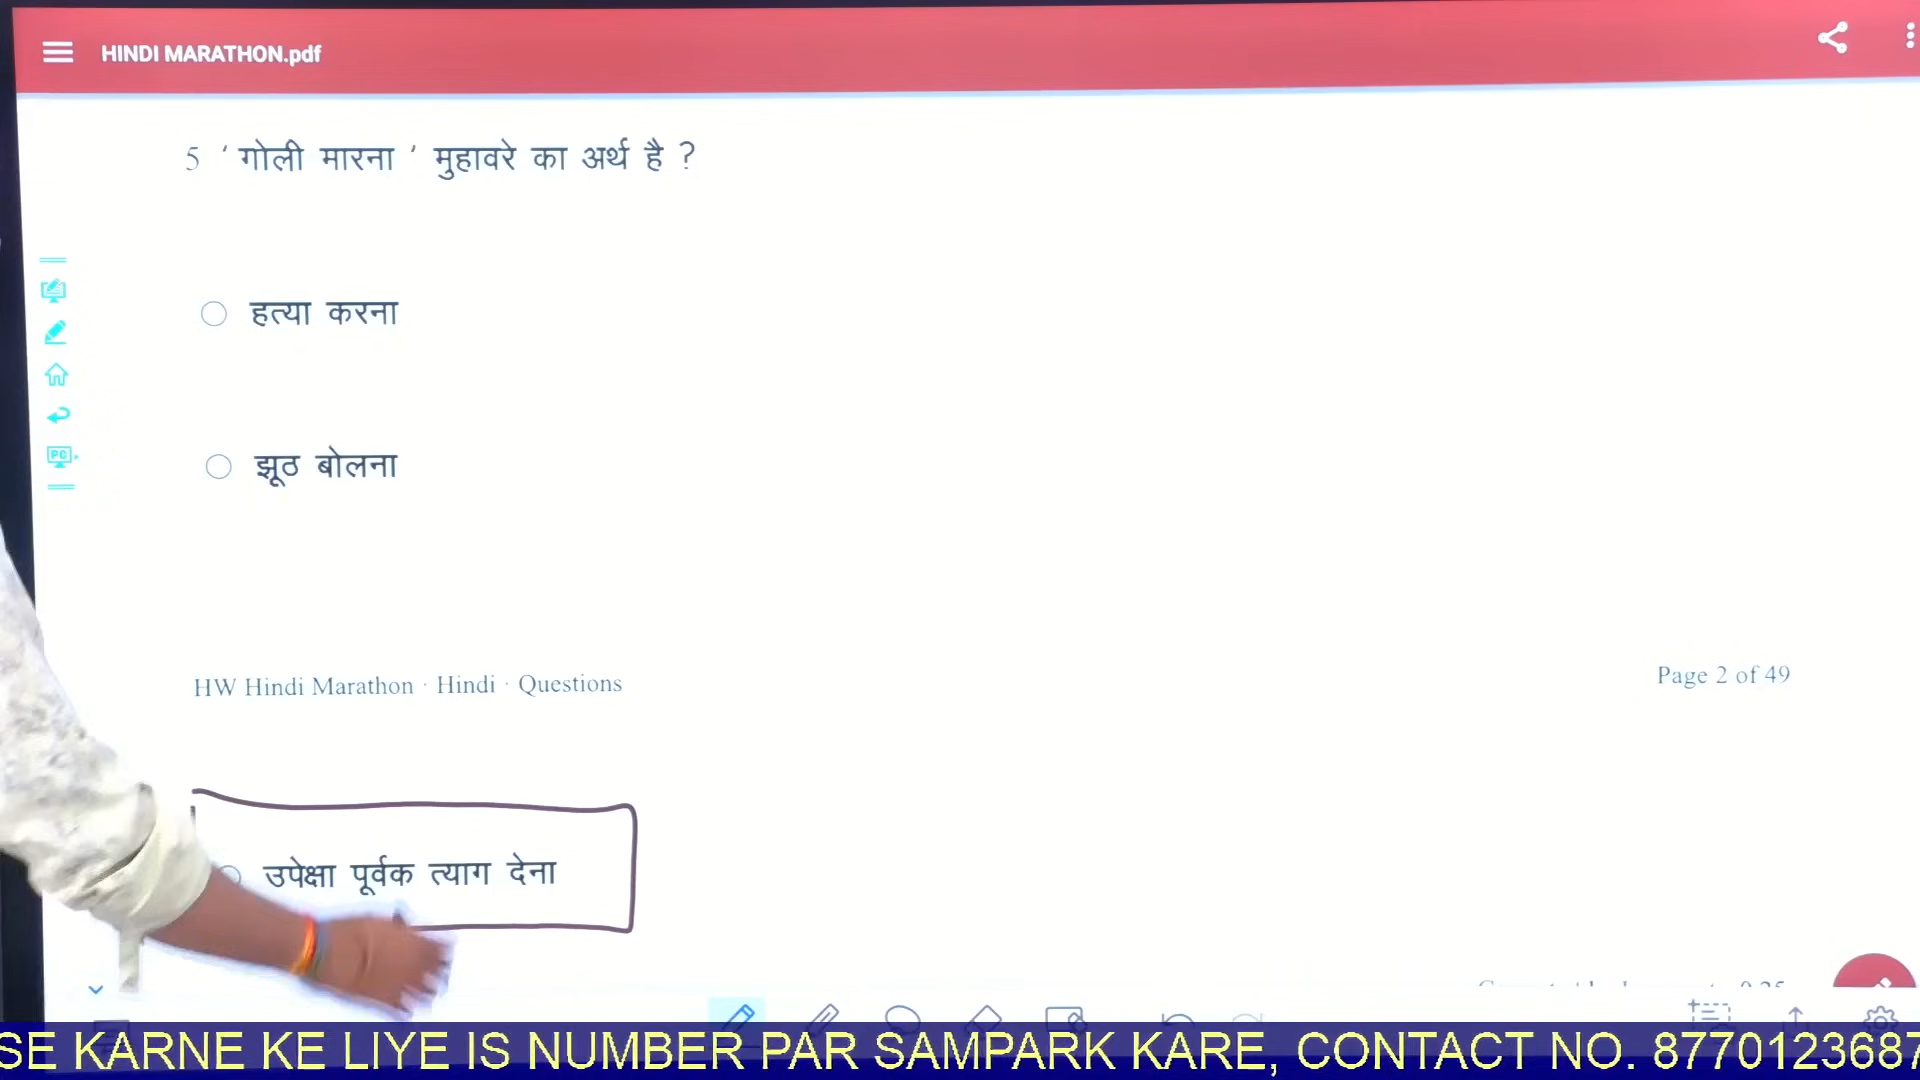 HINDI MARATHON.pdf
5 ' गोली मारना ' मुहावरे का अर्थ है ?
हत्या करना
PC
झूठ बोलना
HW Hindi Marathon · Hindi · Questions
Page 2 of 49
उपेक्षा पूर्वक त्याग देना
SE KARNE KE LIYE IS NUMBER PAR SAMPARK KARE, CONTACT NO. 8770123687